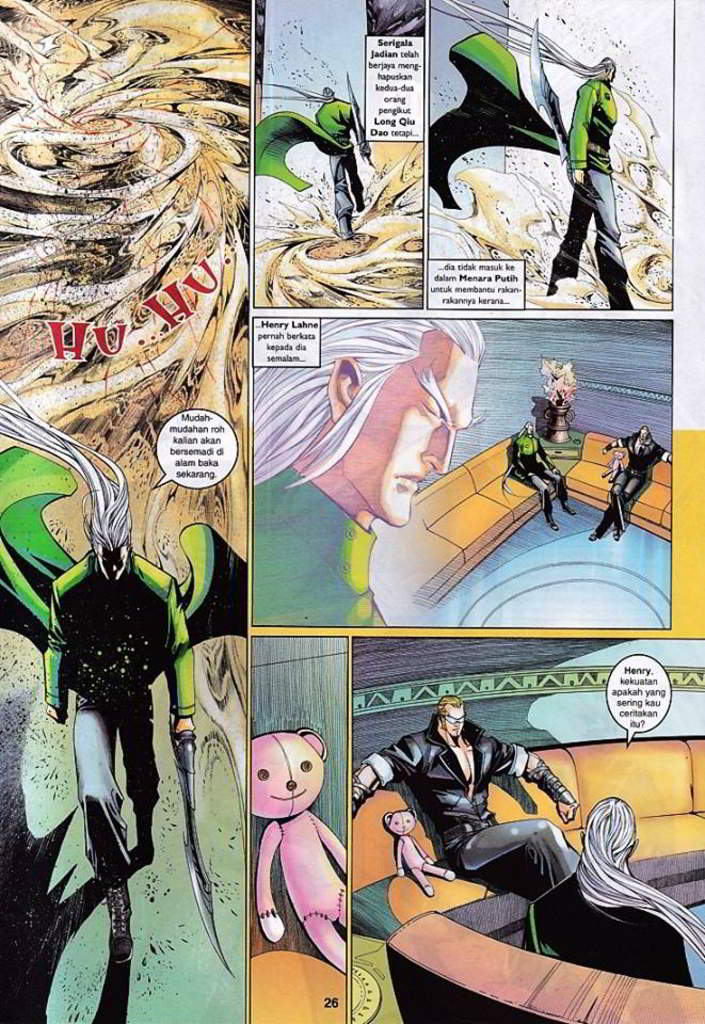 HU...HU.
Mudah-
mudahan roh
kalian akan
bersemadi di
alam baka
sekarang.
Serigala
Jadian telah
berjaya meng-
hapuskan
kedua-dua
orang
pengikut
Long Qiu
Dao tetapi...
...dia tidak masuk ke
dalam Menara Putih
untuk membantu rakan-
rakannya kerana...
..Henry Lahne
pernah berkata
kepada dia
semalam...
Henry,
kekuatan
apakah yang
sering kau
ceritakan
itu?
26